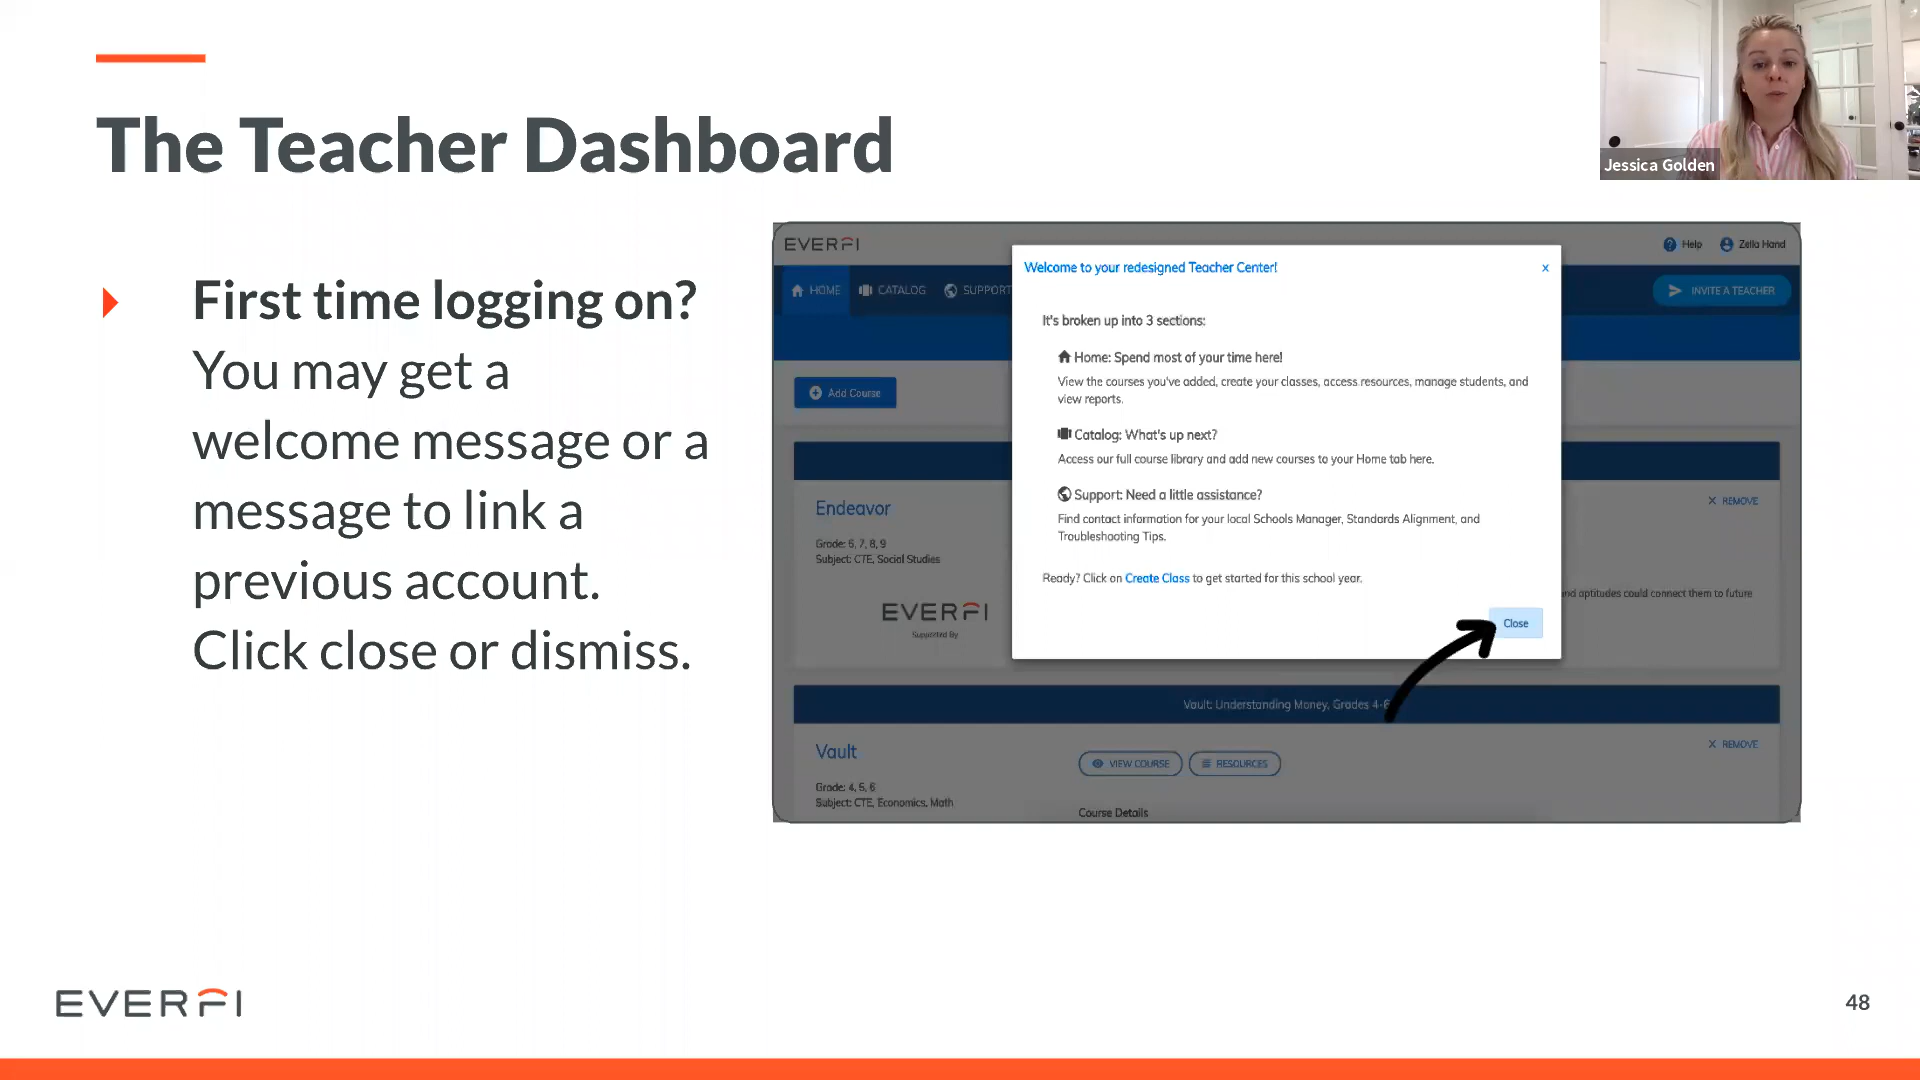 Jessica Golden
The Teacher Dashboard
First time logging on?
You may get a
welcome message or a
message to link a
previous account.
Click close or dismiss.
EVERFI
Help
Zella Hand
HOME
CATALOG
SUPPORT
INVITE A TEACHER
Add Course
Welcome to your redesigned Teacher Center!
x
It's broken up into 3 sections:
Home: Spend most of your time here!
View the courses you've added, create your classes, access resources, manage students, and
view reports.
Catalog: What's up next?
Access our full course library and add new courses to your Home tab here.
Support: Need a little assistance?
Find contact information for your local Schools Manager, Standards Alignment, and
Troubleshooting Tips.
Ready? Click on Create Class to get started for this school year.
Close
Endeavor
X REMOVE
Grade: 6, 7, 8, 9
Subject: CTE, Social Studies
and aptitudes could connect them to future
EVERFI
Supported By
Vault: Understanding Money, Grades 4-6
Vault
X REMOVE
VIEW COURSE
RESOURCES
Grade: 4, 5, 6
Subject: CTE, Economics, Math
Course Details
EVERFI
48